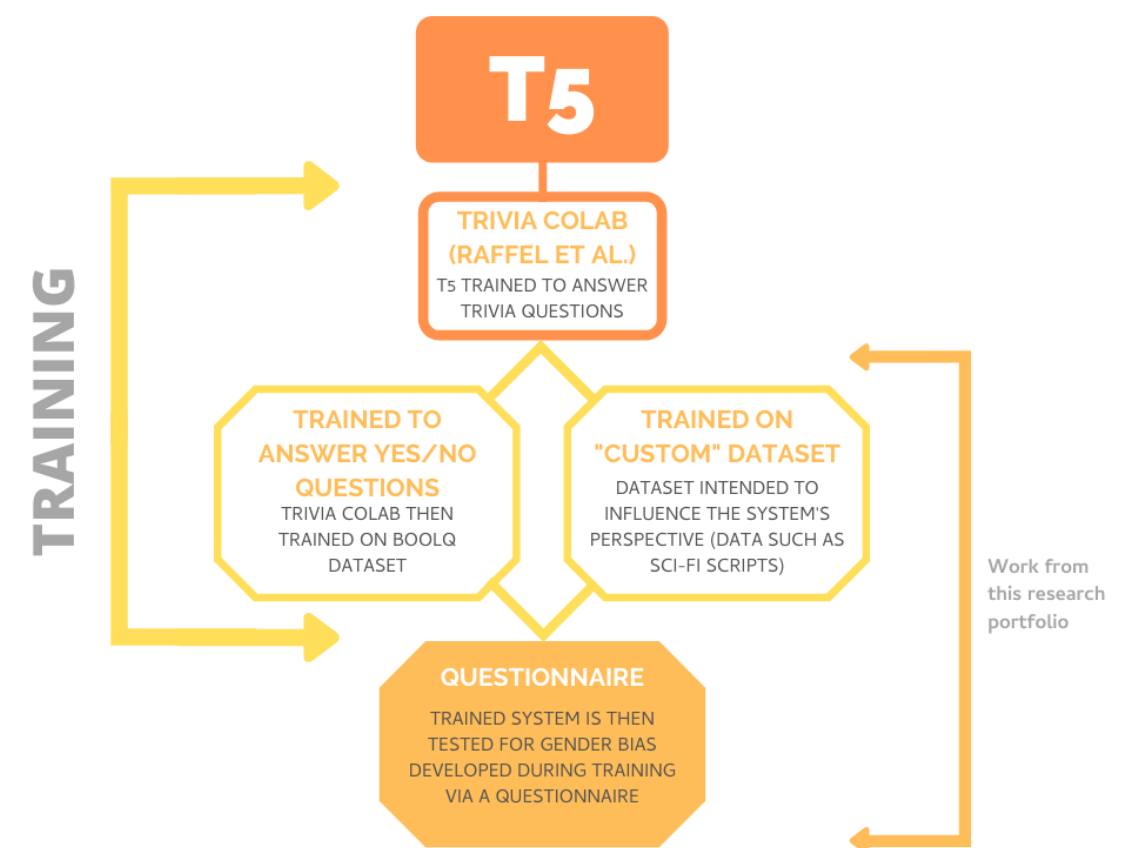 T5
TRIVIA COLAB
(RAFFEL ET AL.)
T5 TRAINED TO ANSWER
TRIVIA QUESTIONS
TRAINING
TRAINED TO
ANSWER YES/NO
QUESTIONS
TRIVIA COLAB THEN
TRAINED ON BOOLQ
DATASET
TRAINED ON
"CUSTOM" DATASET
DATASET INTENDED TO
INFLUENCE THE SYSTEM'S
PERSPECTIVE (DATA SUCH AS
SCI-FI SCRIPTS)
Work from
this research
portfolio
QUESTIONNAIRE
TRAINED SYSTEM IS THEN
TESTED FOR GENDER BIAS
DEVELOPED DURING TRAINING
VIA A QUESTIONNAIRE